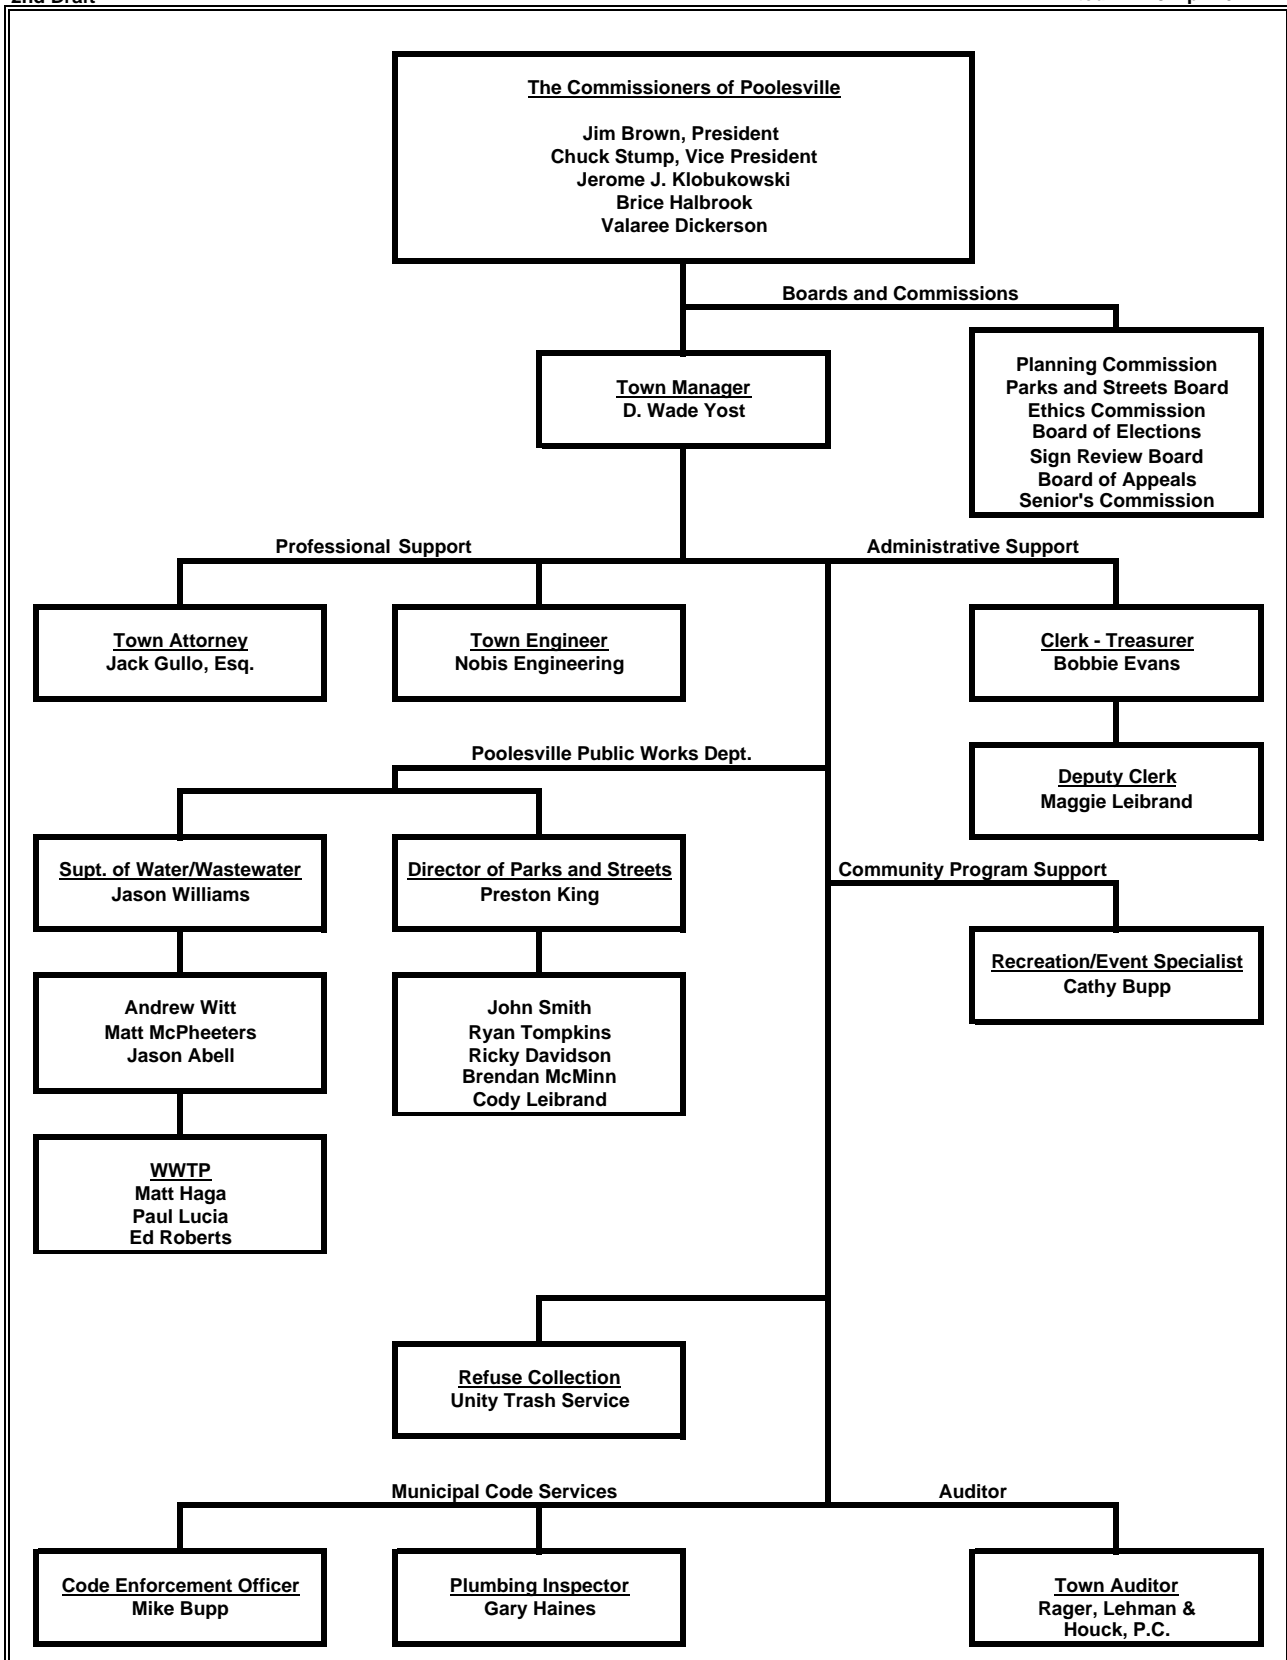 2nd Draft
The Commissioners of Poolesville
Jim Brown, President
Chuck Stump, Vice President
Jerome J. Klobukowski
Brice Halbrook
Valaree Dickerson
Boards and Commissions
Planning Commission
Parks and Streets Board
Ethics Commission
Board of Elections
Sign Review Board
Board of Appeals
Senior's Commission
Town Manager
D. Wade Yost
Professional Support
Administrative Support
Town Attorney
Jack Gullo, Esq.
Town Engineer
Nobis Engineering
Clerk - Treasurer
Bobbie Evans
Poolesville Public Works Dept.
Deputy Clerk
Maggie Leibrand
Supt. of Water/Wastewater
Jason Williams
Director of Parks and Streets
Preston King
Community Program Support
Recreation/Event Specialist
Cathy Bupp
Andrew Witt
Matt McPheeters
Jason Abell
John Smith
Ryan Tompkins
Ricky Davidson
Brendan McMinn
Cody Leibrand
WWTP
Matt Haga
Paul Lucia
Ed Roberts
Refuse Collection
Unity Trash Service
Municipal Code Services
Auditor
Code Enforcement Officer
Mike Bupp
Plumbing Inspector
Gary Haines
Town Auditor
Rager, Lehman &
Houck, P.C.